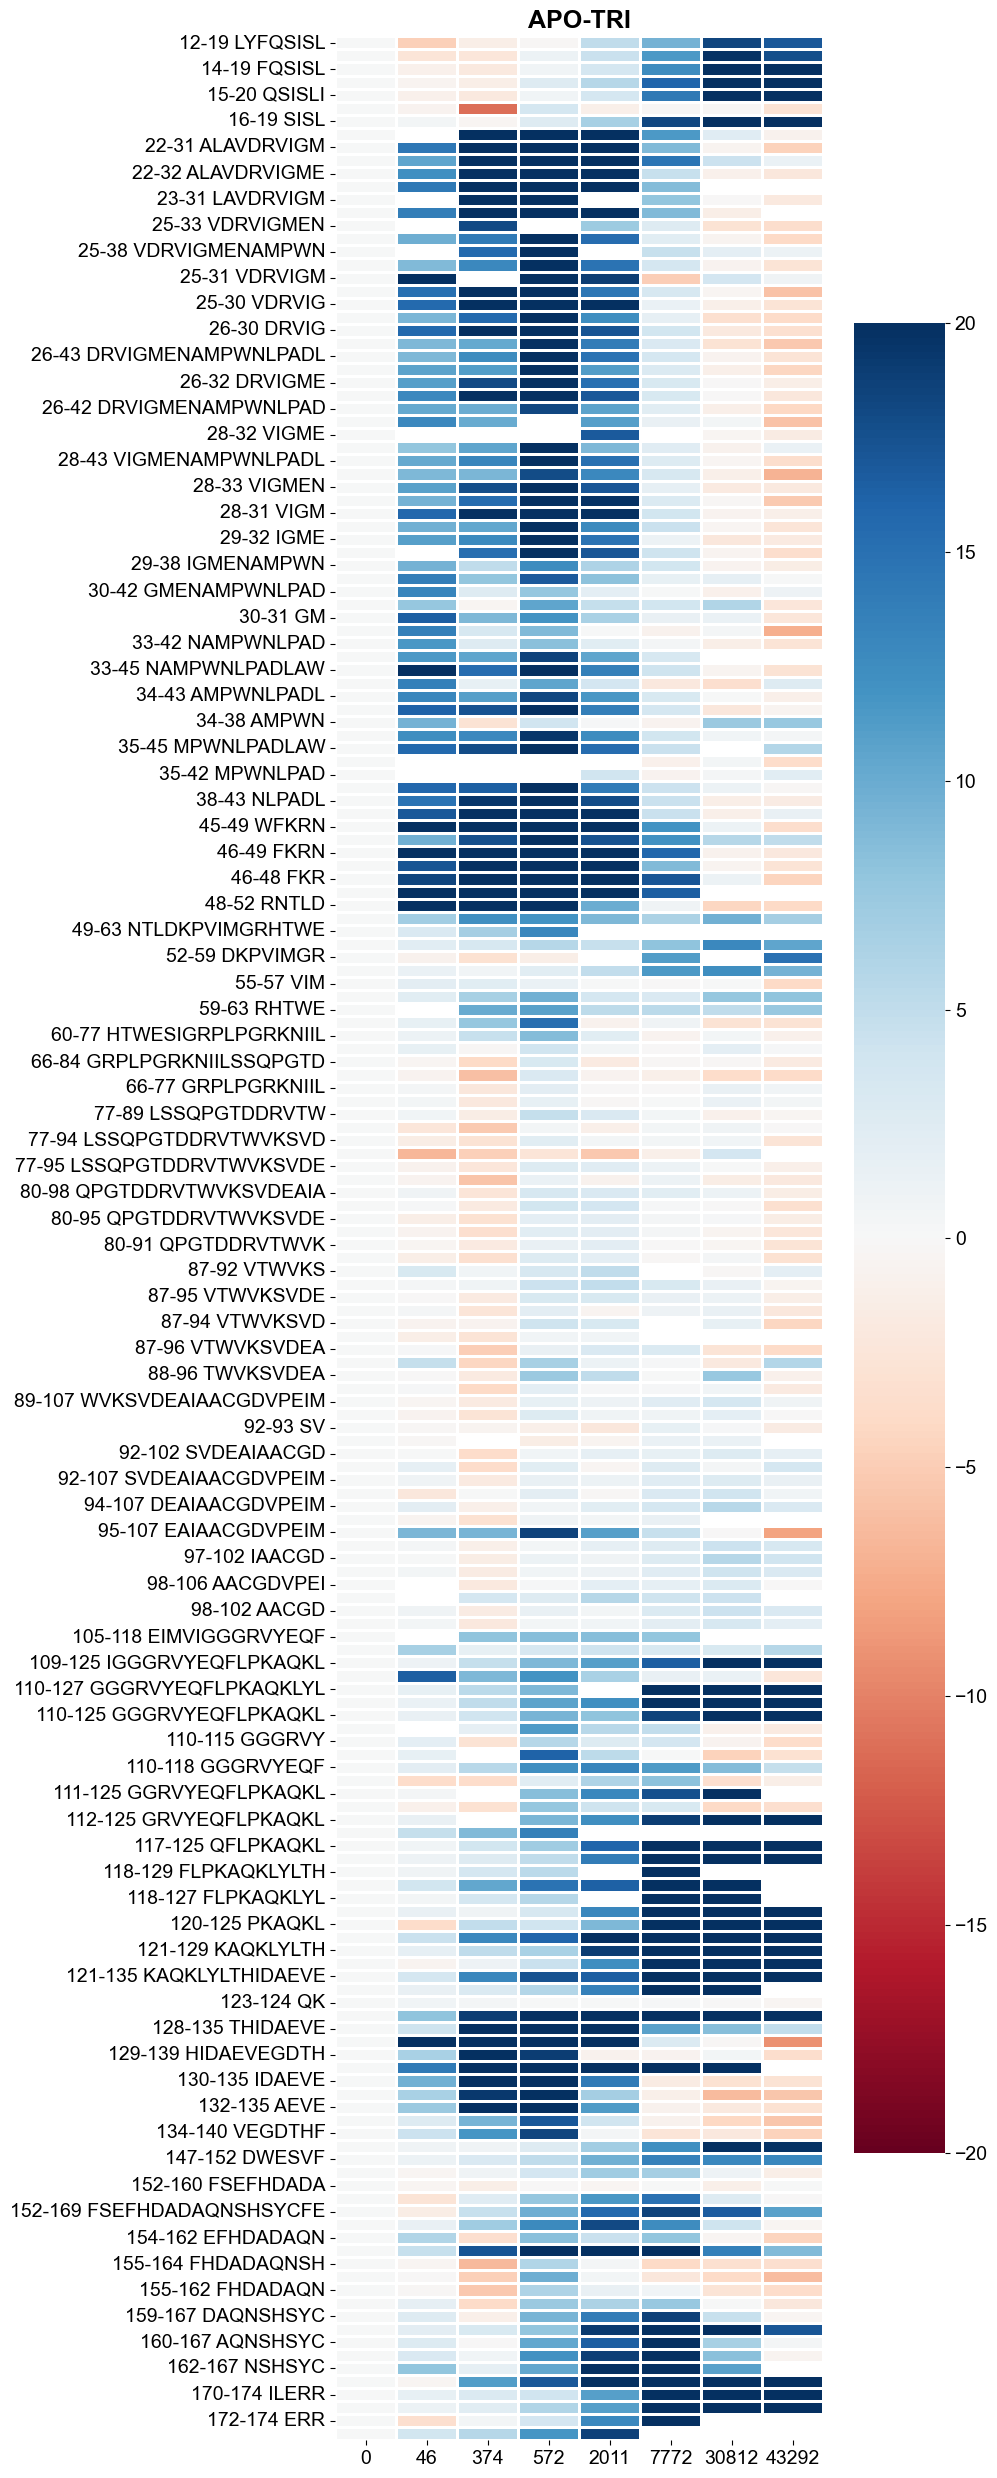 APO-TRI
12-19 LYFQSISL
14-19 FQSISL
15-20 QSISLI
16-19 SISL
22-31 ALAVDRVIGM
22-32 ALAVDRVIGME
23-31 LAVDRVIGM
25-33 VDRVIGMEN
25-38 VDRVIGMENAMPWN
25-31 VDRVIGM
25-30 VDRVIG
26-30 DRVIG
26-43 DRVIGMENAMPWNLPADL
26-32 DRVIGME
26-42 DRVIGMENAMPWNLPAD
28-32 VIGME
28-43 VIGMENAMPWNLPADL
28-33 VIGMEN
28-31 VIGM
29-32 IGME
29-38 IGMENAMPWN
30-42 GMENAMPWNLPAD
30-31 GM
33-42 NAMPWNLPAD
33-45 NAMPWNLPADLAW
34-43 AMPWNLPADL
34-38 AMPWN
35-45 MPWNLPADLAW
35-42 MPWNLPAD
38-43 NLPADL
45-49 WFKRN
46-49 FKRN
46-48 FKR
48-52 RNTLD
49-63 NTLDKPVIMGRHTWE
52-59 DKPVIMGR
55-57 VIM
59-63 RHTWE
60-77 HTWESIGRPLPGRKNIIL
66-84 GRPLPGRKNIILSSQPGTD
66-77 GRPLPGRKNIIL
77-89 LSSQPGTDDRVTW
77-94 LSSQPGTDDRVTWVKSVD
77-95 LSSQPGTDDRVTWVKSVDE
80-98 QPGTDDRVTWVKSVDEAIA
80-95 QPGTDDRVTWVKSVDE
80-91 QPGTDDRVTWVK
87-92 VTWVKS
87-95 VTWVKSVDE
87-94 VTWVKSVD
87-96 VTWVKSVDEA
88-96 TWVKSVDEA
89-107 WVKSVDEAIAACGDVPEIM
92-93 SV
92-102 SVDEAIAACGD
92-107 SVDEAIAACGDVPEIM
94-107 DEAIAACGDVPEIM
95-107 EAIAACGDVPEIM
97-102 IAACGD
98-106 AACGDVPEI
98-102 AACGD
105-118 EIMVIGGGRVYEQF
109-125 IGGGRVYEQFLPKAQKL
110-127 GGGRVYEQFLPKAQKLYL
110-125 GGGRVYEQFLPKAQKL
110-115 GGGRVY
110-118 GGGRVYEQF
111-125 GGRVYEQFLPKAQKL
112-125 GRVYEQFLPKAQKL
117-125 QFLPKAQKL
118-129 FLPKAQKLYLTH
118-127 FLPKAQKLYL
120-125 PKAQKL
121-129 KAQKLYLTH
121-135 KAQKLYLTHIDAEVE
123-124 QK
128-135 THIDAEVE
129-139 HIDAEVEGDTH
130-135 IDAEVE
132-135 AEVE
134-140 VEGDTHF
147-152 DWESVF
152-160 FSEFHDADA
152-169 FSEFHDADAQNSHSYCFE
154-162 EFHDADAQN
155-164 FHDADAQNSH
155-162 FHDADAQN
159-167 DAQNSHSYC
160-167 AQNSHSYC
162-167 NSHSYC
170-174 ILERR
172-174 ERR
0 46 374 572 2011 7772 30812 43292
20
15
10
5
0
−5
−10
−15
−20